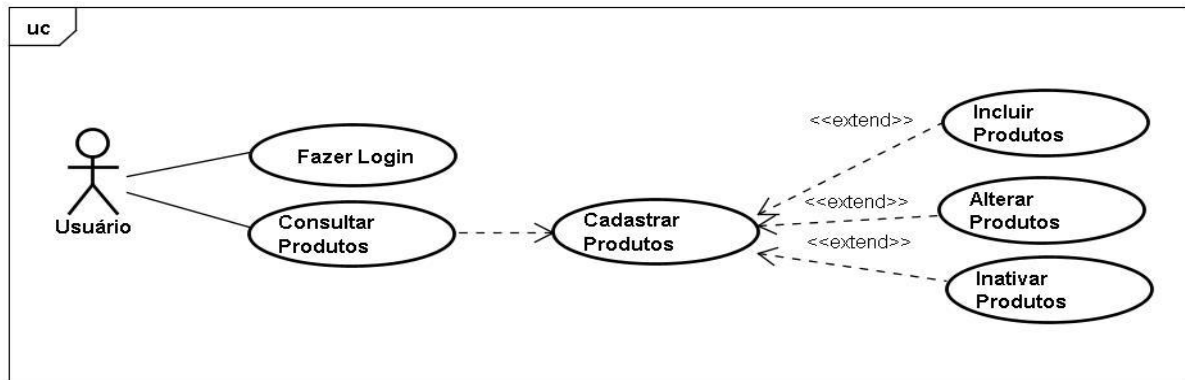 uc
Usuário
Fazer Login
Consultar
Produtos
Cadastrar
Produtos
<<extend>>
Incluir
Produtos
<<extend>>
Alterar
Produtos
<<extend>>
Inativar
Produtos